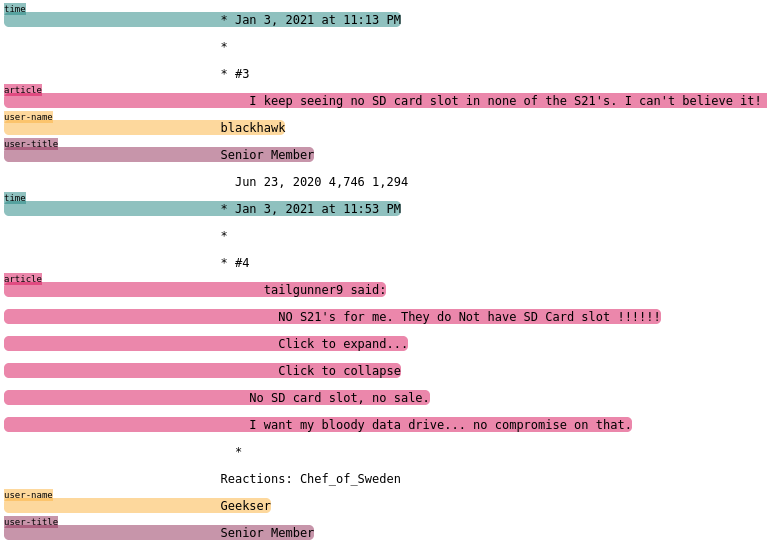 time
* Jan 3, 2021 at 11:13 PM
*
* #3
article
I keep seeing no SD card slot in none of the S21's. I can't believe it!
user-name
blackhawk
user-title
Senior Member
Jun 23, 2020 4,746 1,294
time
* Jan 3, 2021 at 11:53 PM
*
* #4
article
tailgunner9 said:
NO S21's for me. They do Not have SD Card slot !!!!!!
Click to expand...
Click to collapse
No SD card slot, no sale.
I want my bloody data drive... no compromise on that.
*
Reactions: Chef_of_Sweden
user-name
Geekser
user-title
Senior Member